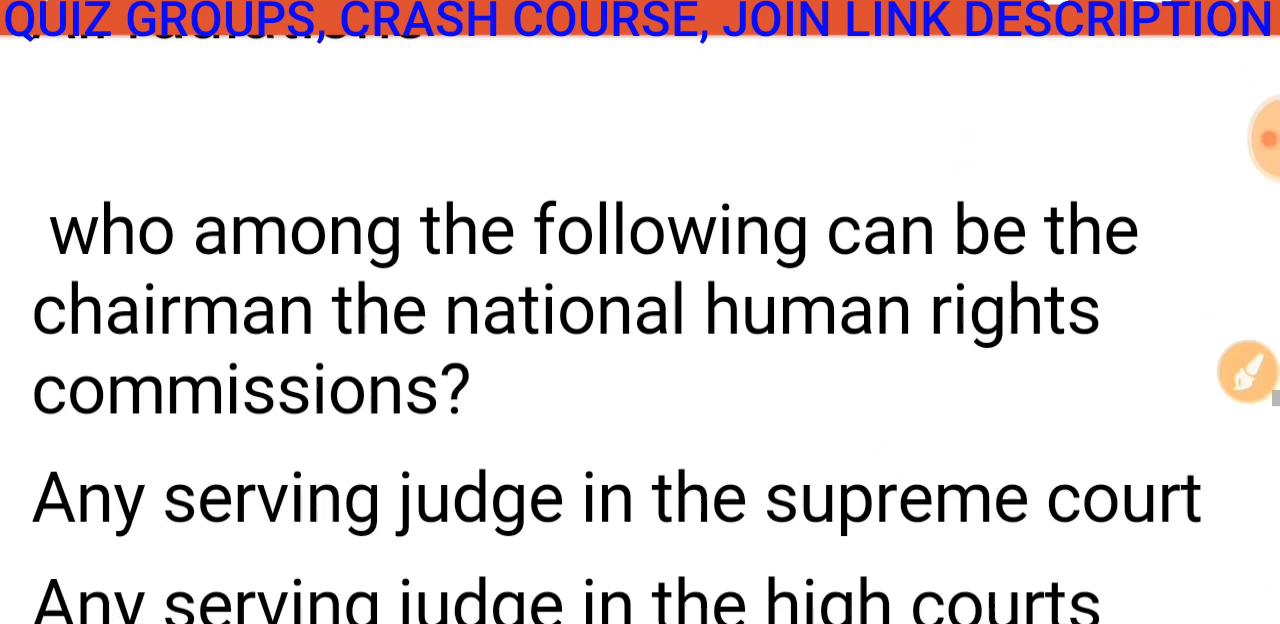 QUIZ GROUPS, CRASH COURSE, JOIN LINK DESCRIPTION
who among the following can be the
chairman the national human rights
commissions?
Any serving judge in the supreme court
Any serving judge in the high courts